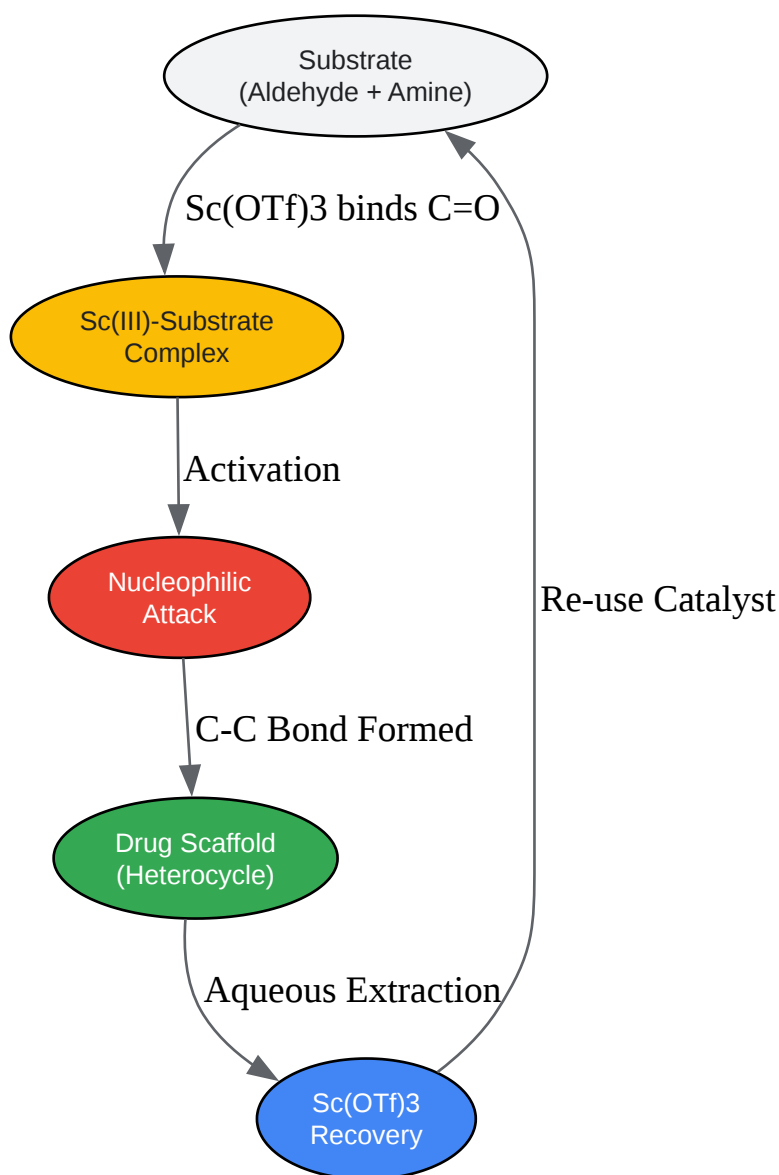 Substrate
(Aldehyde + Amine)
Sc(OTf)3 binds C=O
Sc(III)-Substrate
Complex
Activation
Nucleophilic
Attack
Re-use Catalyst
C-C Bond Formed
Drug Scaffold
(Heterocycle)
Aqueous Extraction
Sc(OTf)3
Recovery